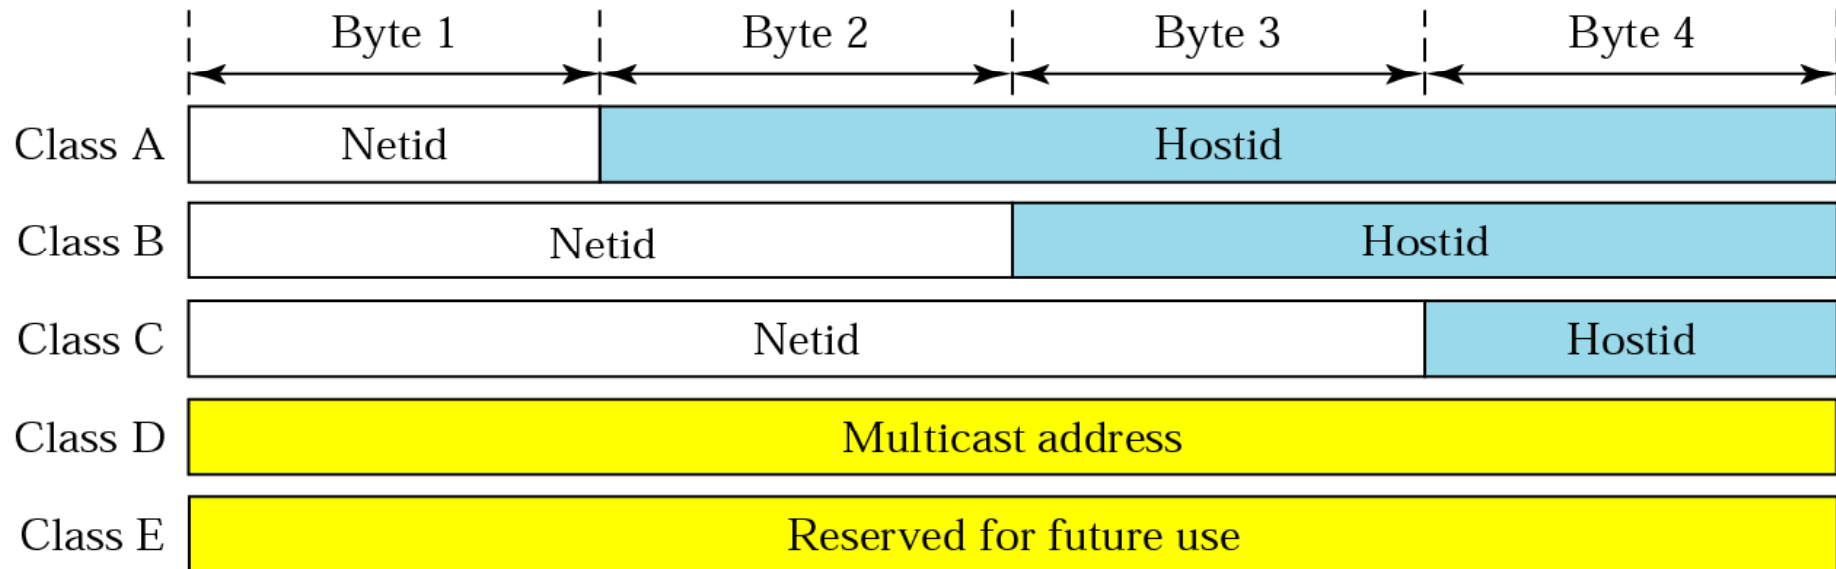 Byte 1 Byte 2 Byte 3 Byte 4
Class A Netid Hostid
Class B Netid Hostid
Class C Netid Hostid
Class D Multicast address
Class E Reserved for future use